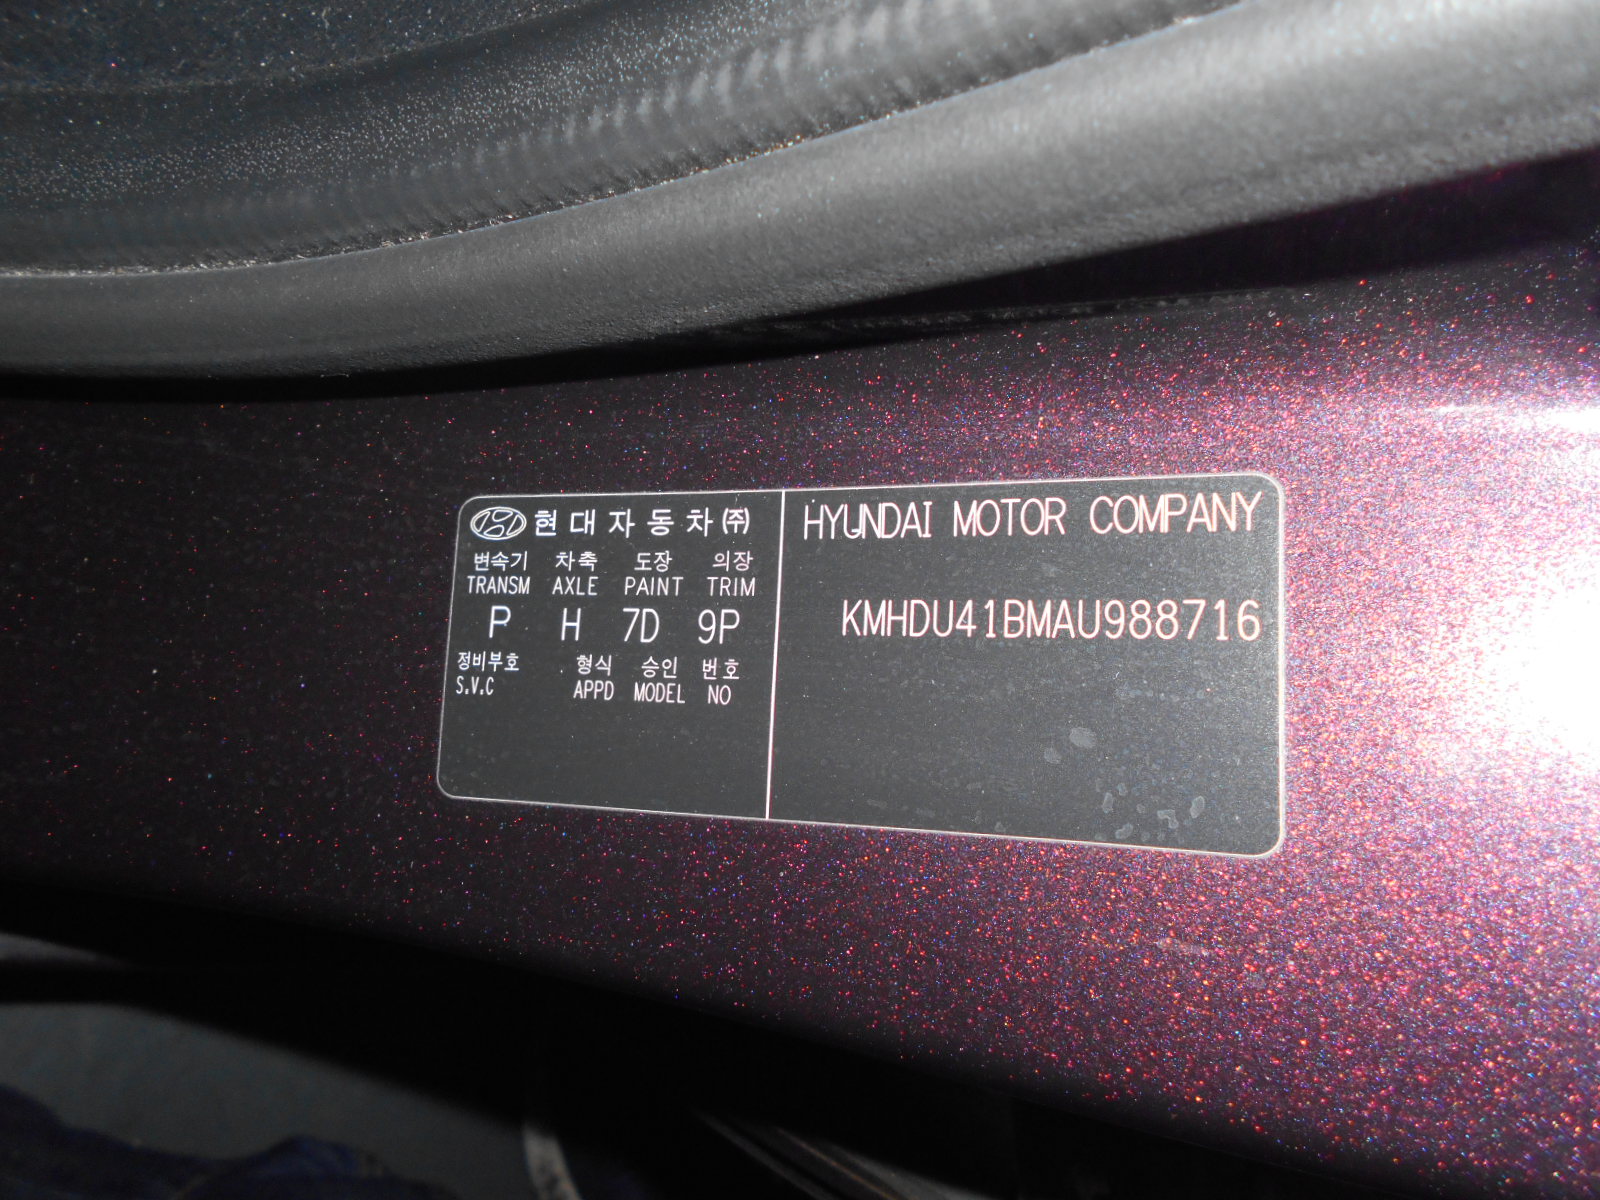 현대자동차㈜
변속기 차축 도장 의장
TRANSM AXLE PAINT TRIM
P H 7D 9P
정비부호 형식 승인 번호
S.V.C APPD MODEL NO
HYUNDAI MOTOR COMPANY
KMHDU41BMAU988716